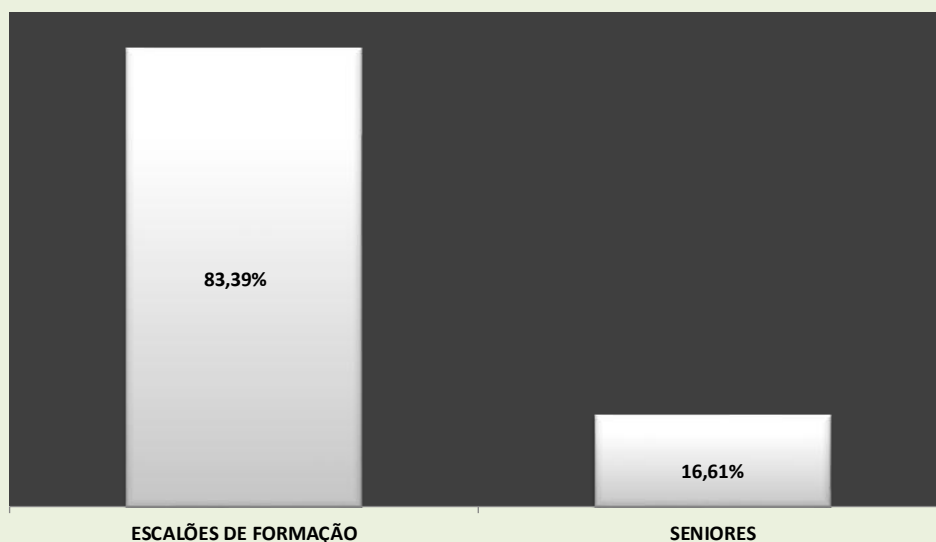 83,39%
16,61%
ESCALÕES DE FORMAÇÃO
SENIORES